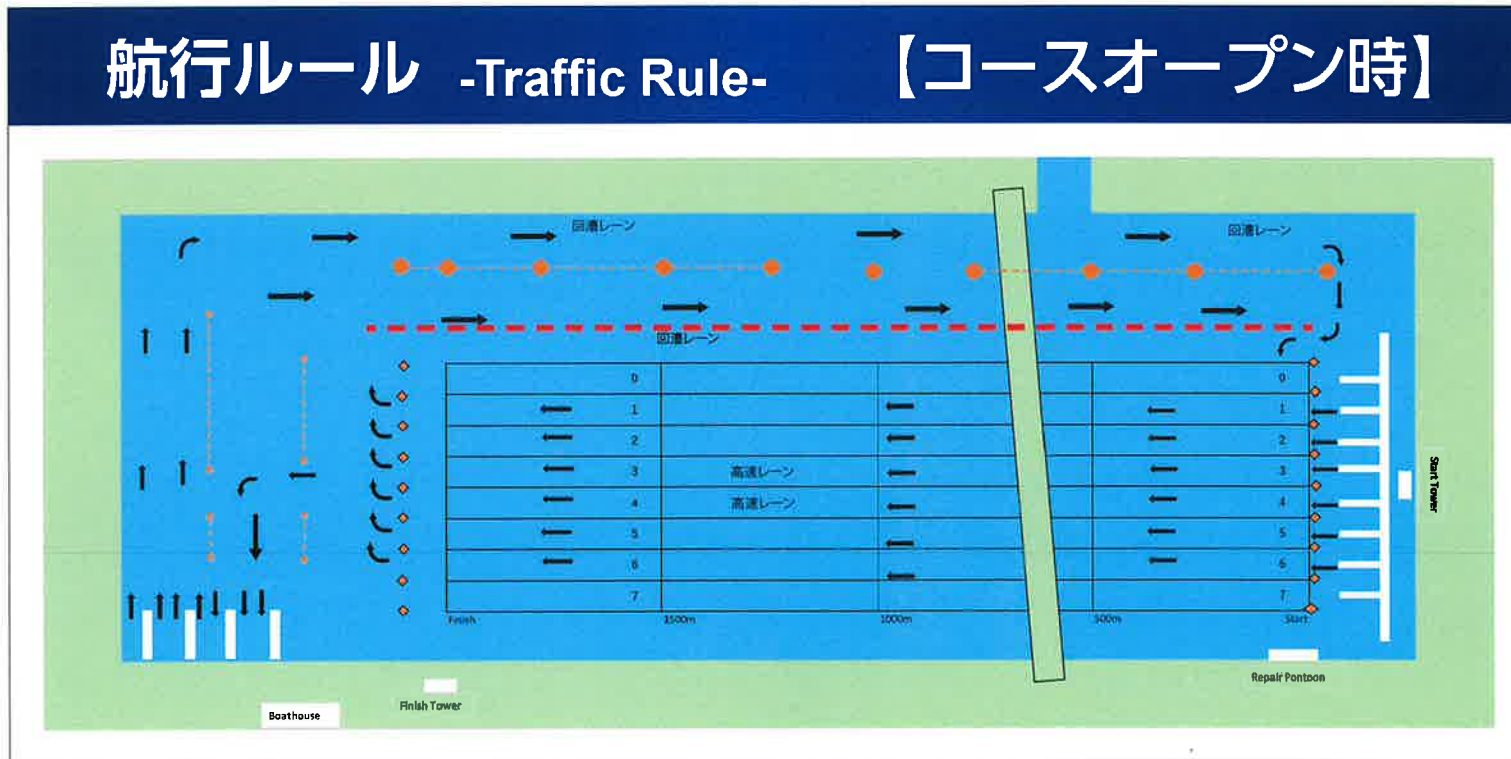 航行ルール -Traffic Rule- 【コースオープン時】
回漕レーン
回漕レーン
回漕レーン
0 0
1 1
2 2
3 高速レーン 3
4 高速レーン 4
5 5
6 6
7 7
Finish 1500m 1000m 500m Start
Start Tower
Repair Pontoon
Finish Tower
Boathouse